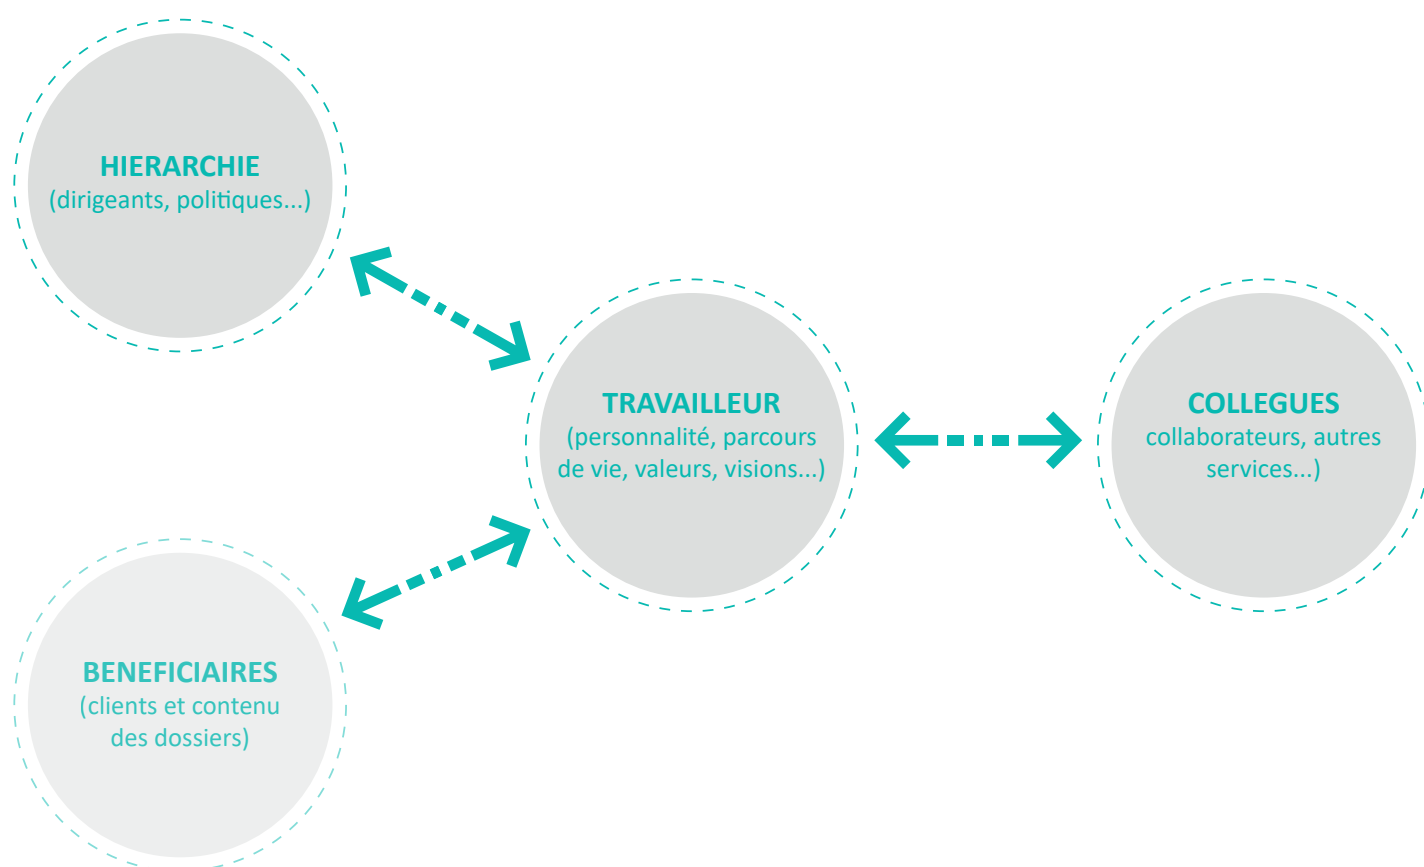 HIERARCHIE
(dirigeants, politiques...)
TRAVAILLEUR
(personnalité, parcours
de vie, valeurs, visions...)
COLLEGUES
collaborateurs, autres
services...)
BENEFICIAIRES
(clients et contenu
des dossiers)